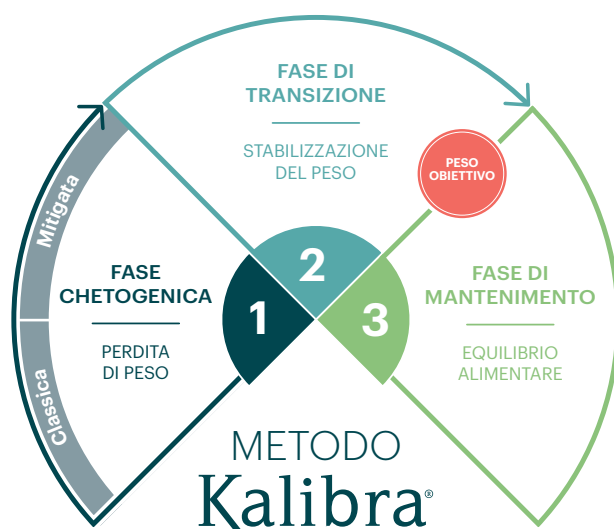 FASE DI
TRANSIZIONE
STABILIZZAZIONE
DEL PESO
PESO
OBIETTIVO
Mitigata
Classica
FASE
CHETOGENICA
PERDITA
DI PESO
1
2
3
FASE DI
MANTENIMENTO
EQUILIBRIO
ALIMENTARE
METODO
Kalibra®